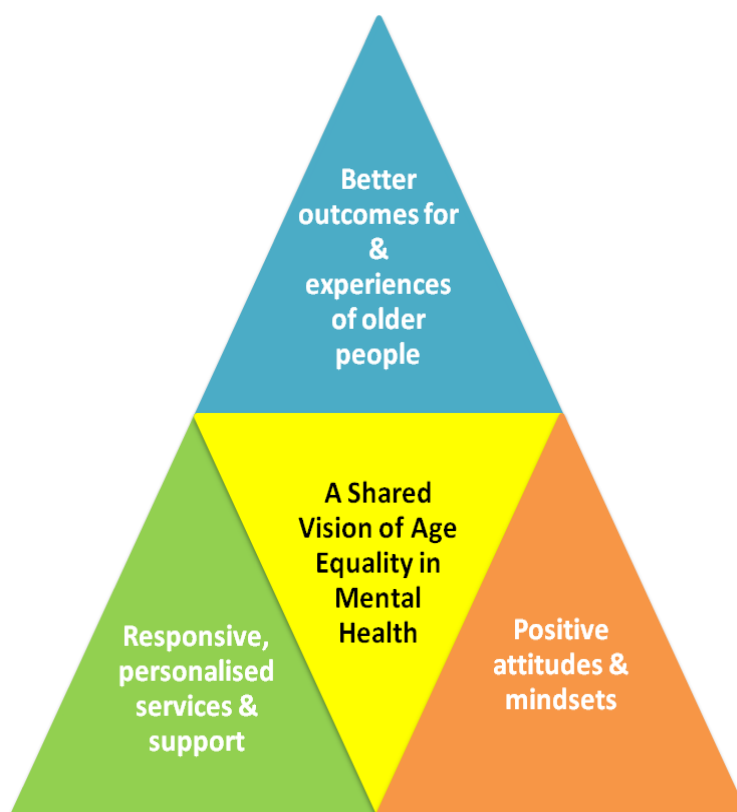 Better
outcomes for
&
experiences
of older
people
A Shared
Vision of Age
Equality in
Mental
Health
Responsive,
personalised
services &
support
Positive
attitudes &
mindsets